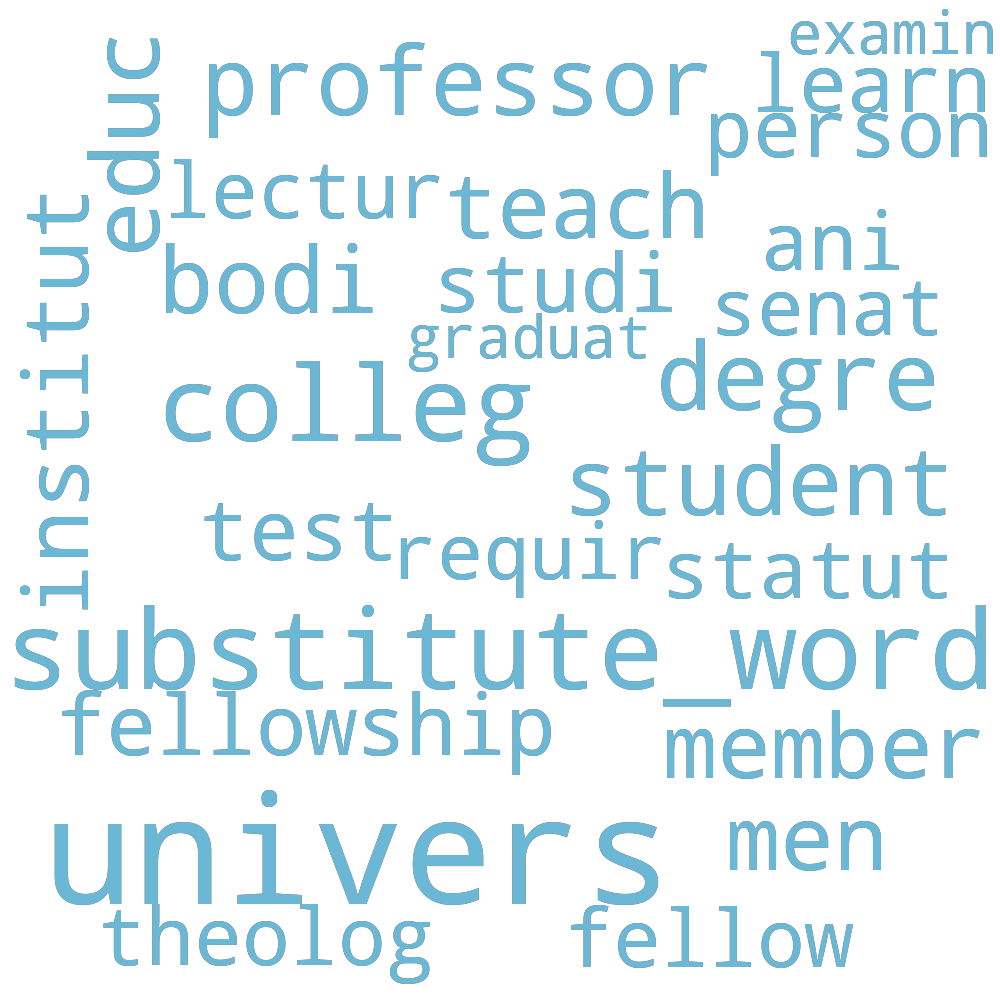 examin
professor
learn
educ
person
lectur
teach
institut
ani
bodi
studi
senat
graduat
degre
colleg
student
test
requir
statut
substitute_word
fellowship
member
univers
men
theolog
fellow